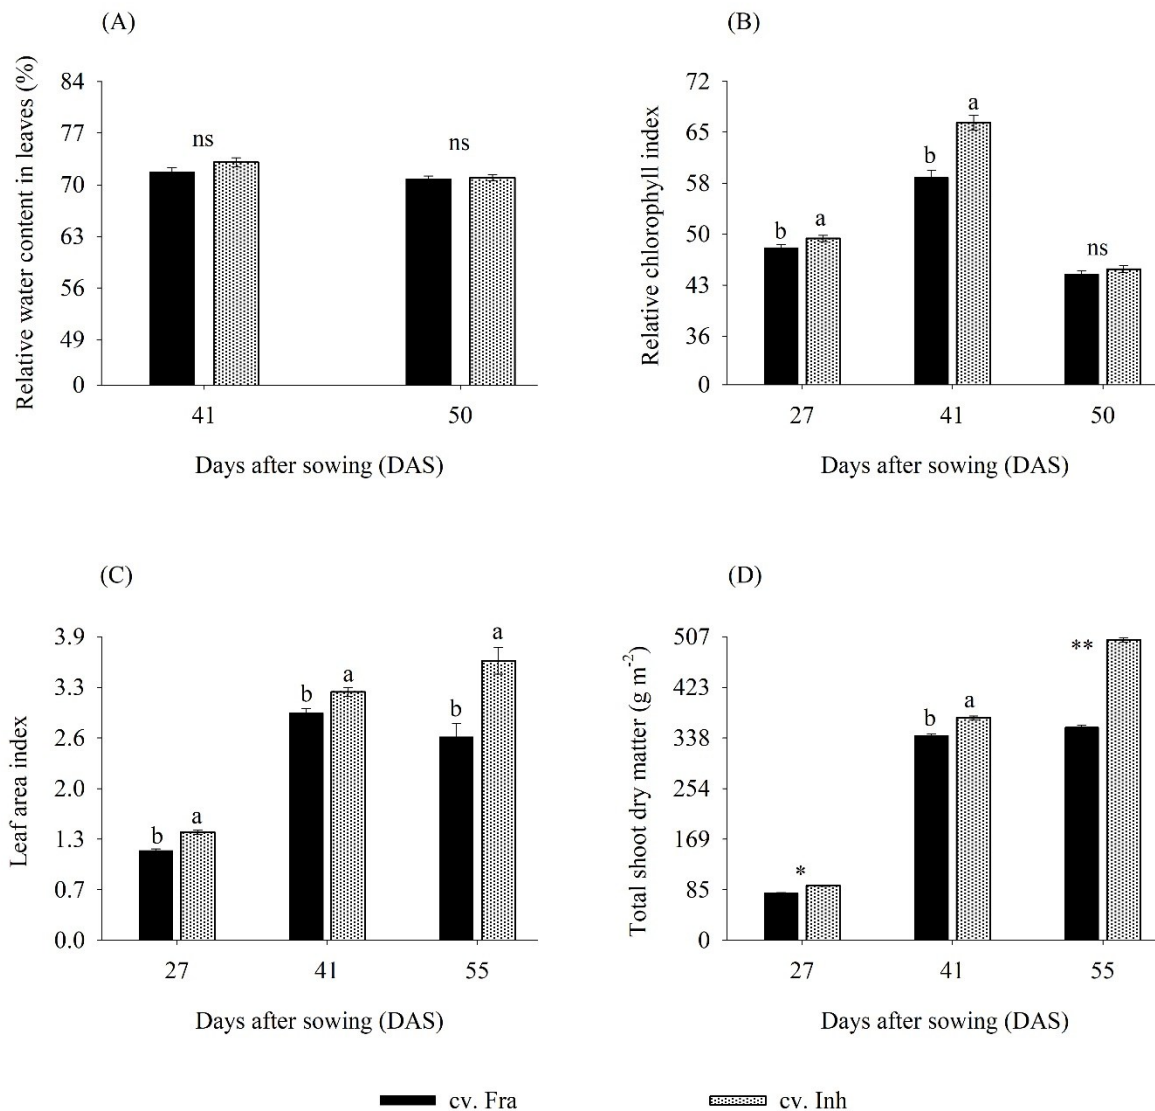 (A)
Relative water content in leaves (%)
84
77
70
63
56
49
0
ns
ns
41
50
Days after sowing (DAS)
(B)
Relative chlorophyll index
72
65
58
50
43
36
0
b
a
b
a
ns
27
41
50
Days after sowing (DAS)
(C)
Leaf area index
3.9
3.3
2.6
2.0
1.3
0.7
0.0
b
a
b
a
b
a
27
41
55
Days after sowing (DAS)
(D)
Total shoot dry matter (g m⁻²)
507
423
338
254
169
85
0
*
b
a
**
27
41
55
Days after sowing (DAS)
cv. Fra
cv. Inh